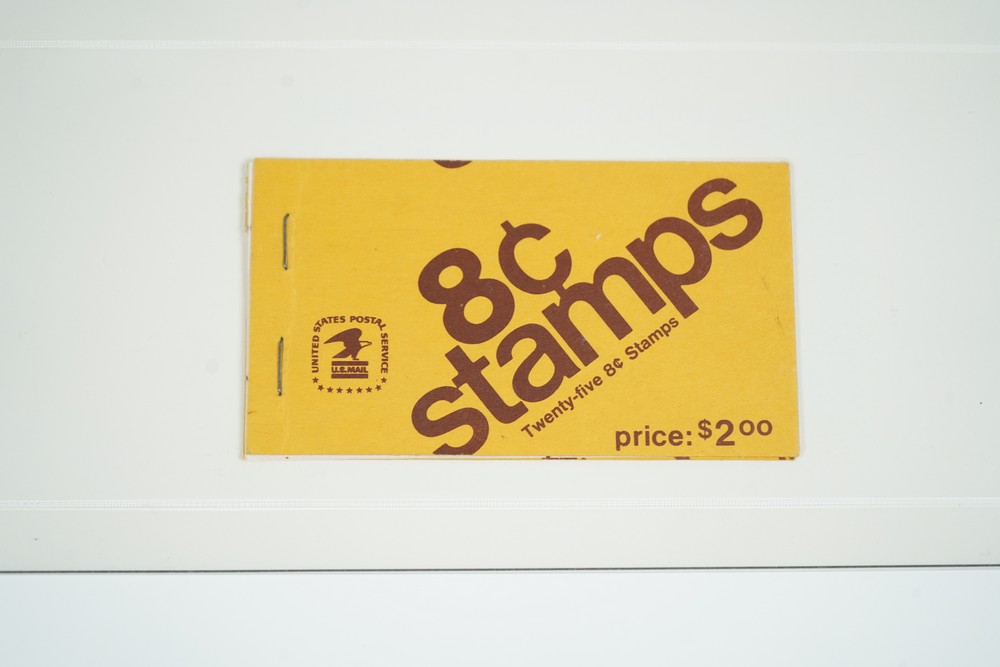 8¢
stamps
Twenty-five 8¢ Stamps
price: $2.00
UNITED STATES POSTAL SERVICE
U.S.MAIL